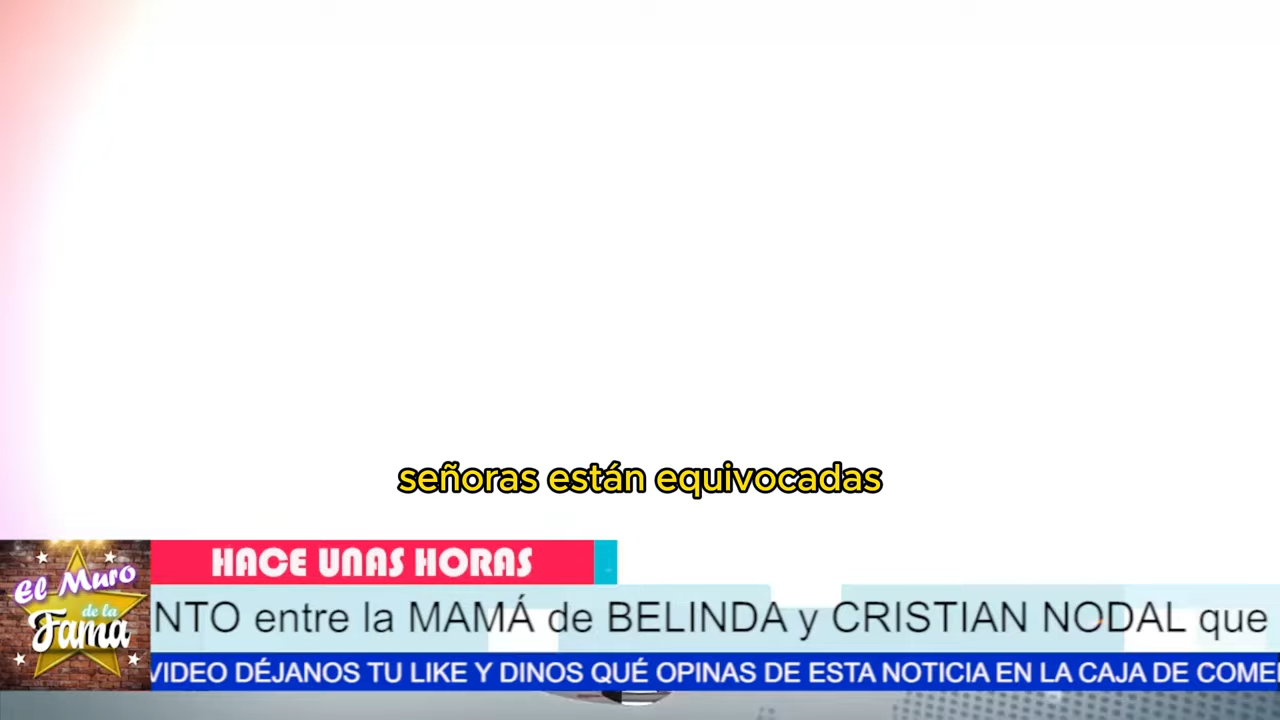 señoras están equivocadas
HACE UNAS HORAS
El Muro
de la
Fama
NTO entre la MAMÁ de BELINDA y CRISTIAN NODAL que
VIDEO DÉJANOS TU LIKE Y DINOS QUÉ OPINAS DE ESTA NOTICIA EN LA CAJA DE COME